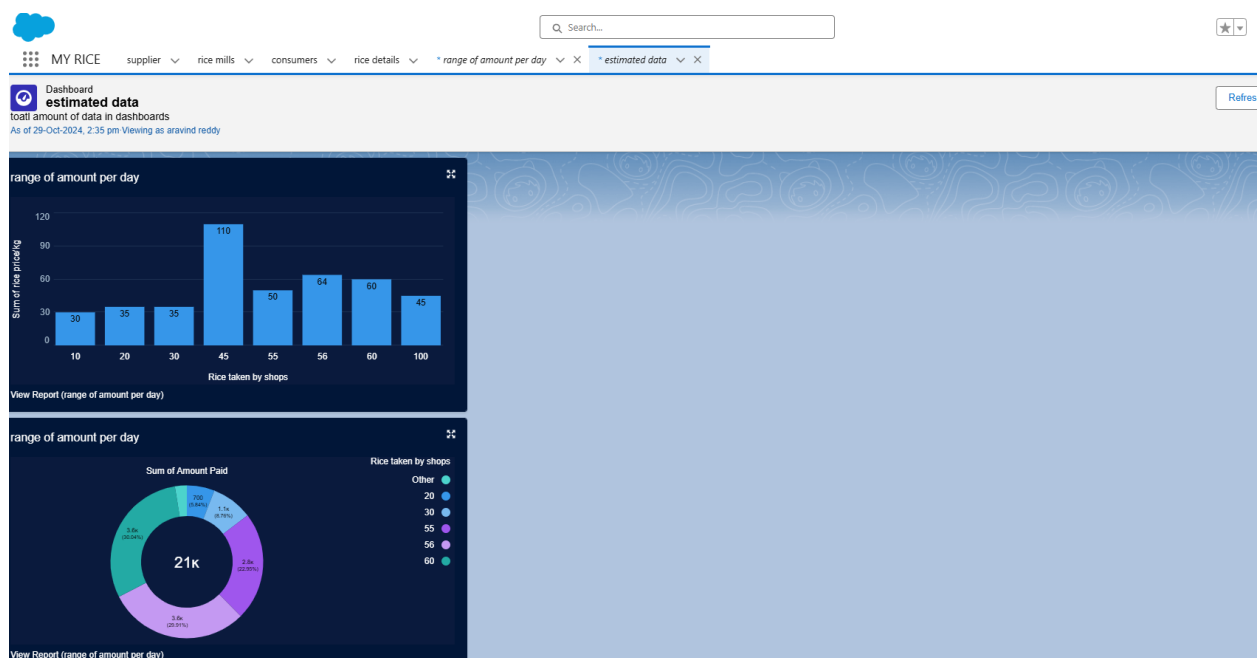 Search...
MY RICE supplier rice mills consumers rice details * range of amount per day * estimated data
Dashboard
estimated data
toatl amount of data in dashboards
As of 29-Oct-2024, 2:35 pm·Viewing as aravind reddy
Refres
range of amount per day
120
90
60
30
0
Sum of rice price/kg
30 35 35 110 50 64 60 45
10 20 30 45 55 56 60 100
Rice taken by shops
View Report (range of amount per day)
range of amount per day
Sum of Amount Paid
Rice taken by shops
Other
20
30
55
56
60
700
1.1k
2.8k
3.6k
3.6k
21K
View Report (range of amount per day)